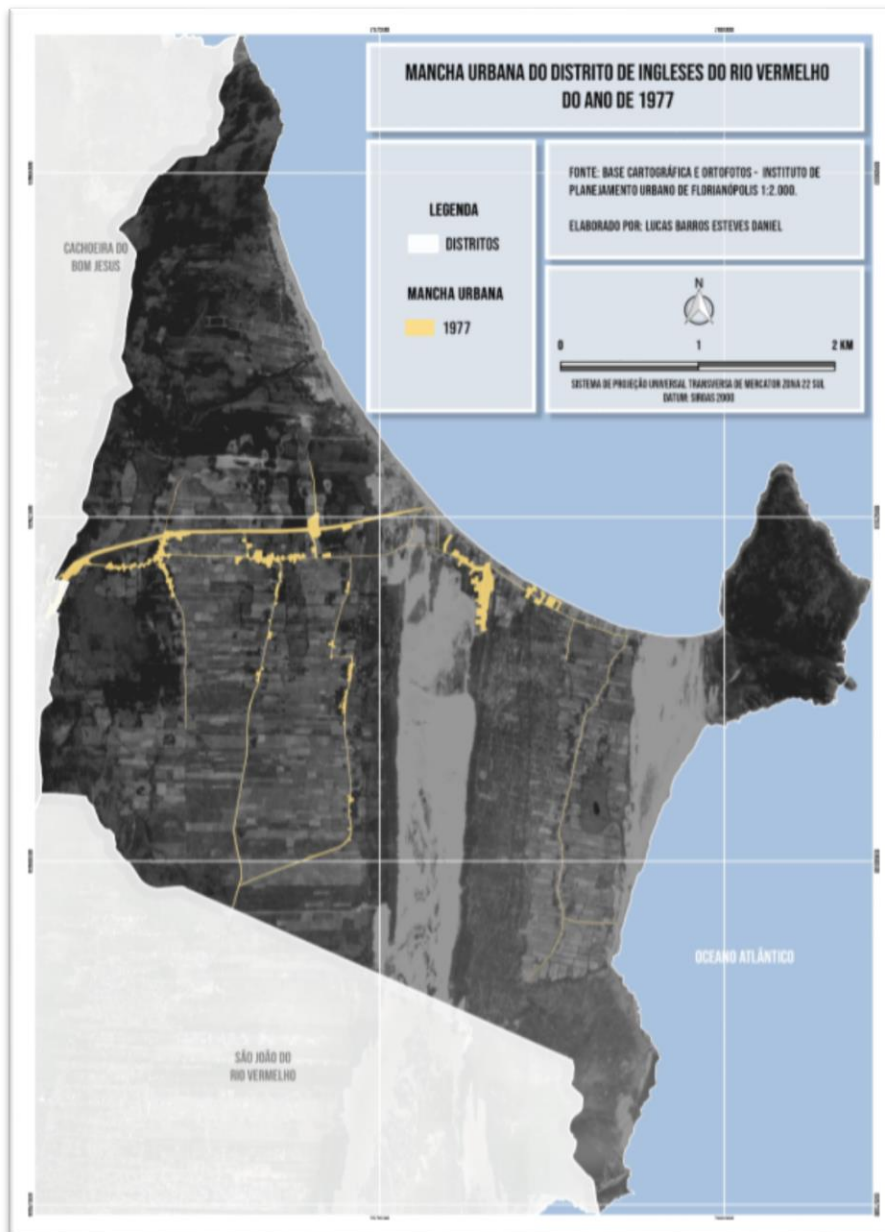 MANCHA URBANA DO DISTRITO DE INGLESES DO RIO VERMELHO
DO ANO DE 1977
LEGENDA
DISTRITOS
MANCHA URBANA
1977
FONTE: BASE CARTOGRÁFICA E ORTOFOTOS - INSTITUTO DE
PLANEJAMENTO URBANO DE FLORIANÓPOLIS 1:2.000.
ELABORADO POR: LUCAS BARROS ESTEVES DANIEL
N
0 1 2 KM
SISTEMA DE PROJEÇÃO UNIVERSAL TRANSVERSA DE MERCATOR ZONA 22 SUL
DATUM: SIRGAS 2000
CACHOEIRA DO
BOM JESUS
OCEANO ATLÂNTICO
SÃO JOÃO DO
RIO VERMELHO